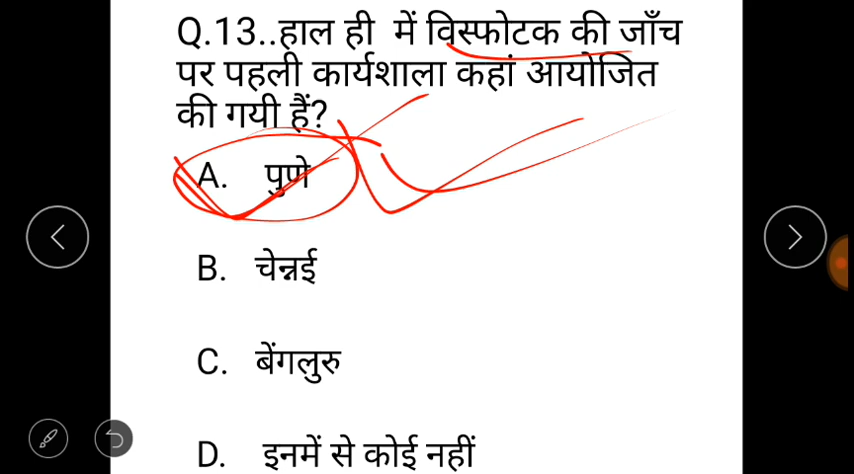 Q.13..हाल ही में विस्फोटक की जाँच
पर पहली कार्यशाला कहां आयोजित
की गयी हैं?
A. पुणे
B. चेन्नई
C. बेंगलुरु
D. इनमें से कोई नहीं